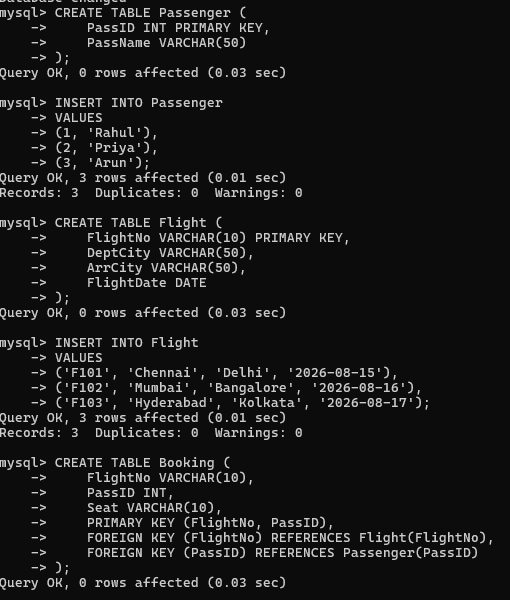 Database changed
mysql> CREATE TABLE Passenger (
    ->     PassID INT PRIMARY KEY,
    ->     PassName VARCHAR(50)
    -> );
Query OK, 0 rows affected (0.03 sec)

mysql> INSERT INTO Passenger
    -> VALUES
    -> (1, 'Rahul'),
    -> (2, 'Priya'),
    -> (3, 'Arun');
Query OK, 3 rows affected (0.01 sec)
Records: 3  Duplicates: 0  Warnings: 0

mysql> CREATE TABLE Flight (
    ->     FlightNo VARCHAR(10) PRIMARY KEY,
    ->     DeptCity VARCHAR(50),
    ->     ArrCity VARCHAR(50),
    ->     FlightDate DATE
    -> );
Query OK, 0 rows affected (0.03 sec)

mysql> INSERT INTO Flight
    -> VALUES
    -> ('F101', 'Chennai', 'Delhi', '2026-08-15'),
    -> ('F102', 'Mumbai', 'Bangalore', '2026-08-16'),
    -> ('F103', 'Hyderabad', 'Kolkata', '2026-08-17');
Query OK, 3 rows affected (0.01 sec)
Records: 3  Duplicates: 0  Warnings: 0

mysql> CREATE TABLE Booking (
    ->     FlightNo VARCHAR(10),
    ->     PassID INT,
    ->     Seat VARCHAR(10),
    ->     PRIMARY KEY (FlightNo, PassID),
    ->     FOREIGN KEY (FlightNo) REFERENCES Flight(FlightNo),
    ->     FOREIGN KEY (PassID) REFERENCES Passenger(PassID)
    -> );
Query OK, 0 rows affected (0.03 sec)